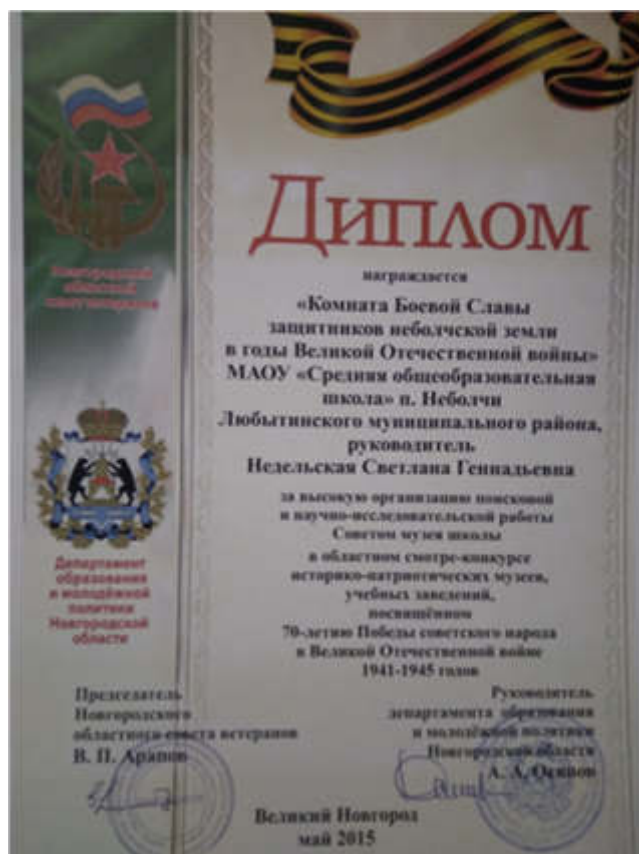 Диплом
награждается
«Комната Боевой Славы
защитников неболчской земли
в годы Великой Отечественной войны»
МАОУ «Средняя общеобразовательная
школа» п. Неболчи
Любытинского муниципального района,
руководитель
Недельская Светлана Геннадьевна
за высокую организацию поисковой
и научно-исследовательской работы
Советом музея школы
в областном смотре-конкурсе
историко-патриотических музеев,
учебных заведений,
посвящённом
70-летию Победы советского народа
в Великой Отечественной войне
1941-1945 годов
Новгородский
областной
Департамент
образования
и молодёжной
политики
Новгородской
области
Председатель
Новгородского
областного совета ветеранов
В. П. Арапов
Руководитель
департамента образования
и молодёжной политики
Новгородской области
А. А. Осипов
Великий Новгород
май 2015